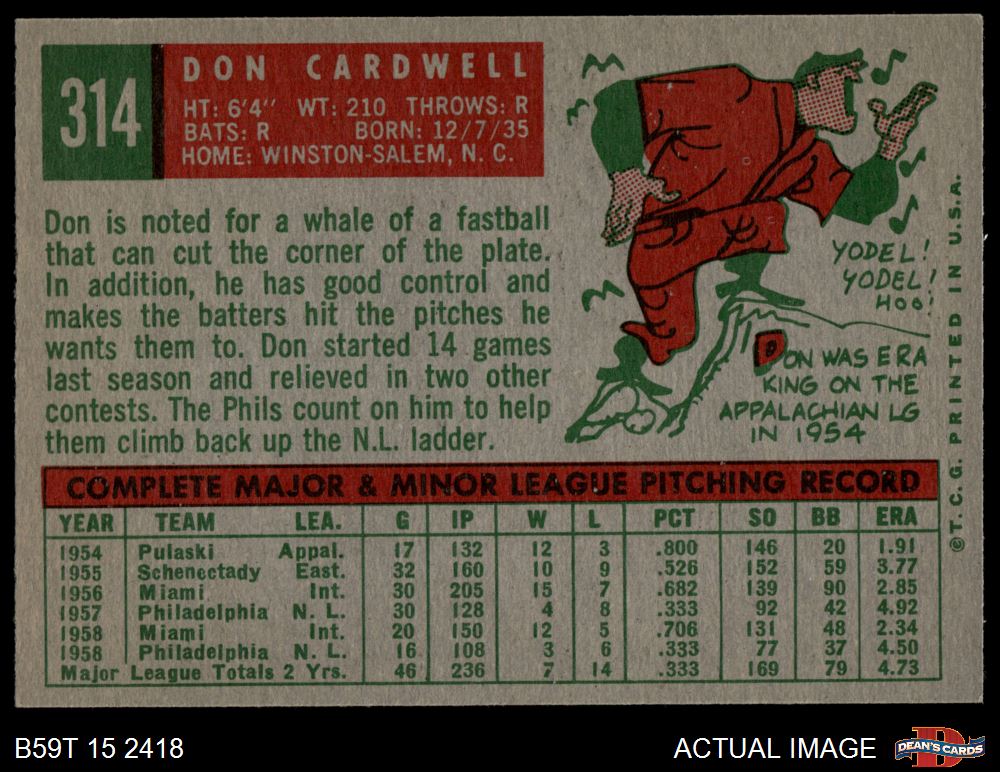 314
DON CARDWELL
HT: 6'4" WT: 210 THROWS: R
BATS: R BORN: 12/7/35
HOME: WINSTON-SALEM, N. C.
Don is noted for a whale of a fastball
that can cut the corner of the plate.
In addition, he has good control and
makes the batters hit the pitches he
wants them to. Don started 14 games
last season and relieved in two other
contests. The Phils count on him to help
them climb back up the N.L. ladder.
YODEL!
YODEL!
HOO!
DON WAS ERA
KING ON THE
APPALACHIAN LG
IN 1954
©T. C. G. PRINTED IN U.S.A.
COMPLETE MAJOR & MINOR LEAGUE PITCHING RECORD
YEAR TEAM LEA. G IP W L PCT SO BB ERA
1954 Pulaski Appal. 17 132 12 3 .800 146 20 1.91
1955 Schenectady East. 32 160 10 9 .526 152 59 3.77
1956 Miami Int. 30 205 15 7 .682 139 90 2.85
1957 Philadelphia N. L. 30 128 4 8 .333 92 42 4.92
1958 Miami Int. 20 150 12 5 .706 131 48 2.34
1958 Philadelphia N. L. 16 108 3 6 .333 77 37 4.50
Major League Totals 2 Yrs. 46 236 7 14 .333 169 79 4.73
B59T 15 2418
ACTUAL IMAGE
DEAN'S CARDS